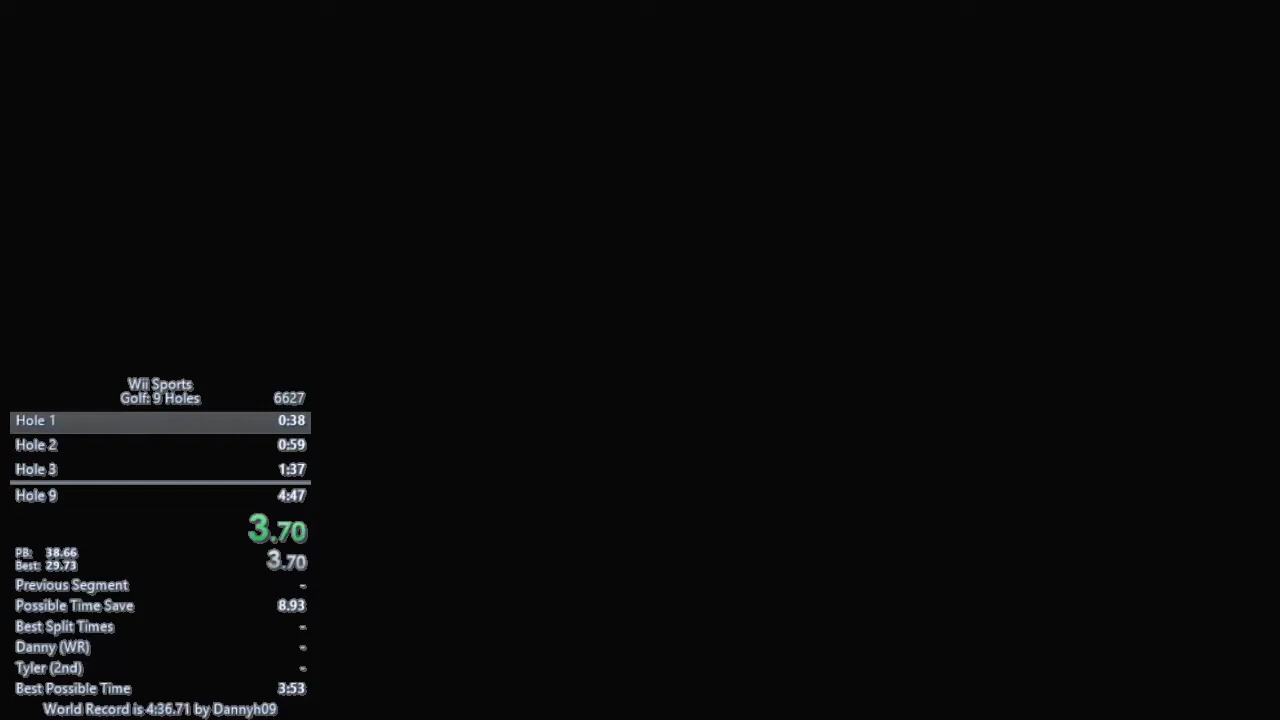 Wii Sports
Golf: 9 Holes 6627
Hole 1 0:38
Hole 2 0:59
Hole 3 1:37
Hole 9 4:47
3.70
PB: 38.66 3.70
Best: 29.73
Previous Segment -
Possible Time Save 8.93
Best Split Times -
Danny (WR) -
Tyler (2nd) -
Best Possible Time 3:53
World Record is 4:36.71 by Dannyh09